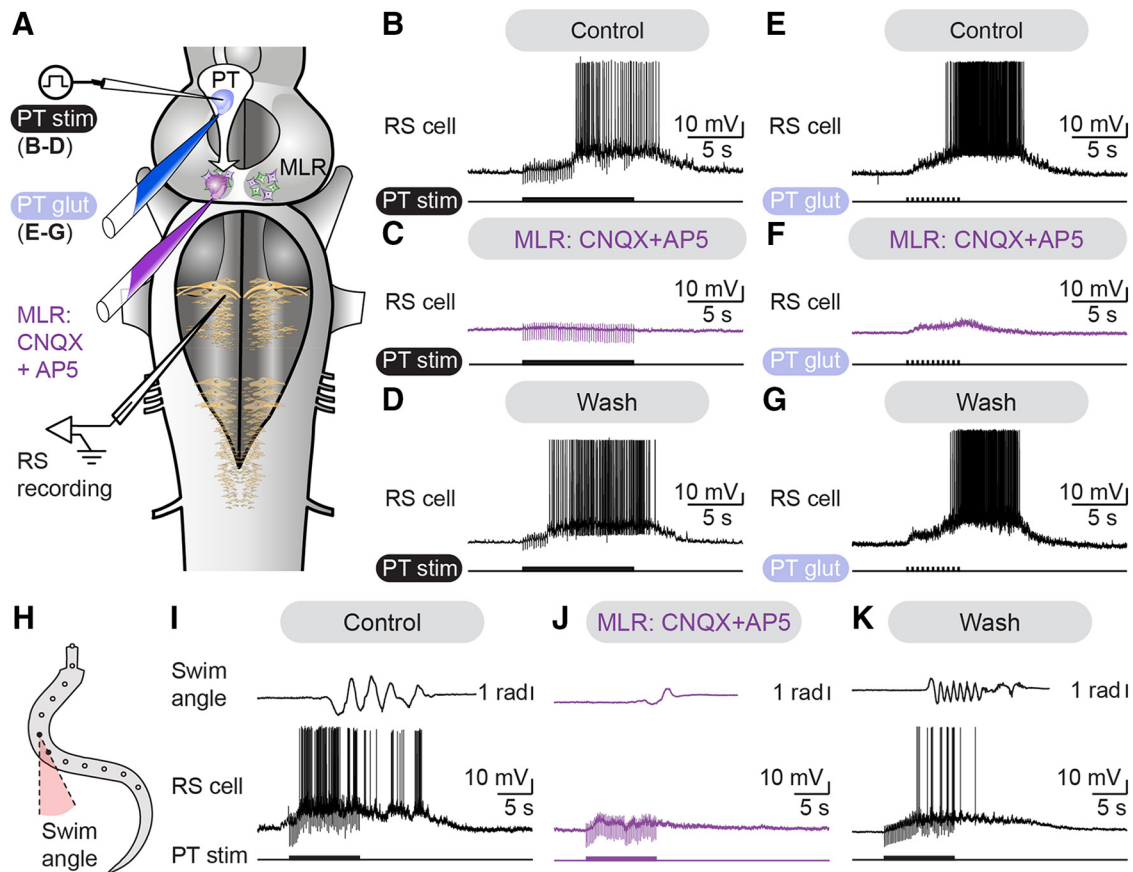 A
PT
PT stim
(B-D)
MLR
PT glut
(E-G)
MLR:
CNQX
+ AP5
RS
recording
B
Control
RS cell
10 mV
5 s
PT stim
C
MLR: CNQX+AP5
RS cell
10 mV
5 s
PT stim
D
Wash
RS cell
10 mV
5 s
PT stim
E
Control
RS cell
10 mV
5 s
PT glut
F
MLR: CNQX+AP5
RS cell
10 mV
5 s
PT glut
G
Wash
RS cell
10 mV
5 s
PT glut
H
Swim
angle
I
Control
Swim
angle
1 rad
RS cell
10 mV
5 s
PT stim
J
MLR: CNQX+AP5
1 rad
10 mV
5 s
K
Wash
1 rad
10 mV
5 s